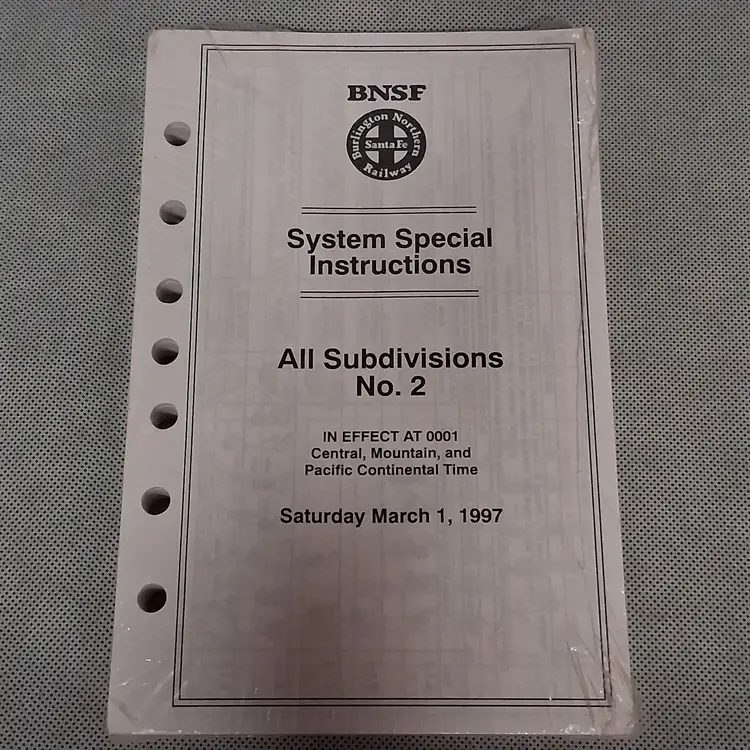 BNSF
Burlington Northern
Santa Fe
Railway
System Special
Instructions
All Subdivisions
No. 2
IN EFFECT AT 0001
Central, Mountain, and
Pacific Continental Time
Saturday March 1, 1997